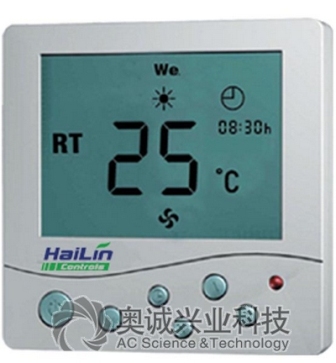 We.
08:30h
RT 25 °C
HaiLin
Controls
奥诚兴业科技
AC Science &Technology